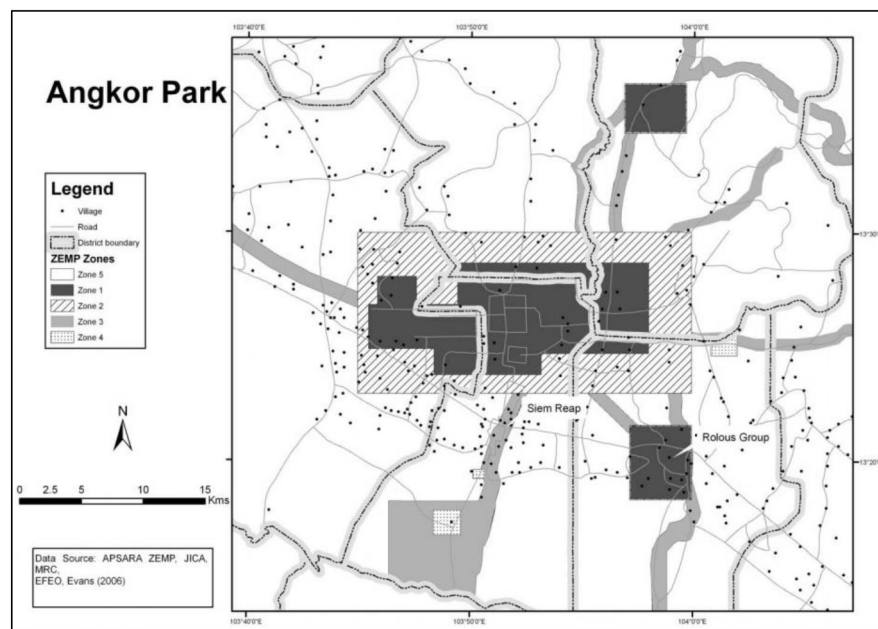 Angkor Park
Legend
Village
Road
District boundary
ZEMP Zones
Zone 5
Zone 1
Zone 2
Zone 3
Zone 4
N
0 2.5 5 10 15
Kms
Data Source: APSARA ZEMP, JICA,
MRC,
EFEO, Evans (2006)
103°40'0"E
103°50'0"E
104°0'0"E
13°30'
13°20'
Siem Reap
Rolous Group
103°40'0"E
103°50'0"E
104°0'0"E